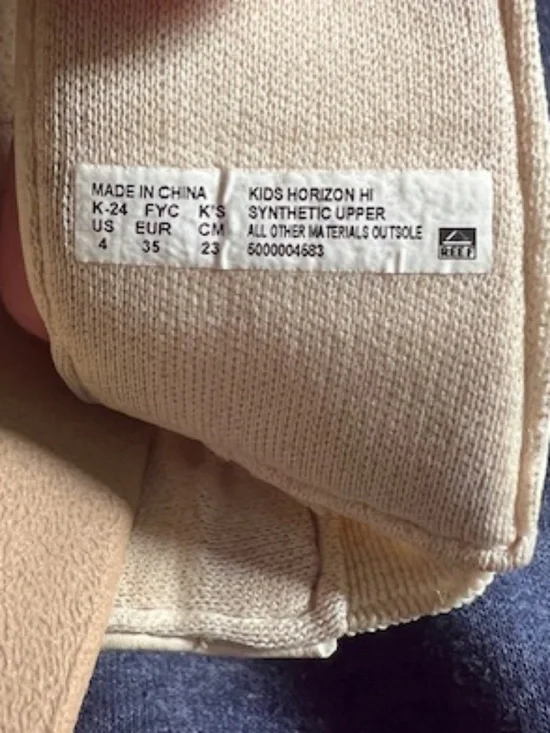 MADE IN CHINA
K-24 FYC K'S
US EUR CM
4 35 23
KIDS HORIZON HI
SYNTHETIC UPPER
ALL OTHER MATERIALS OUTSOLE
5000004683
REEF